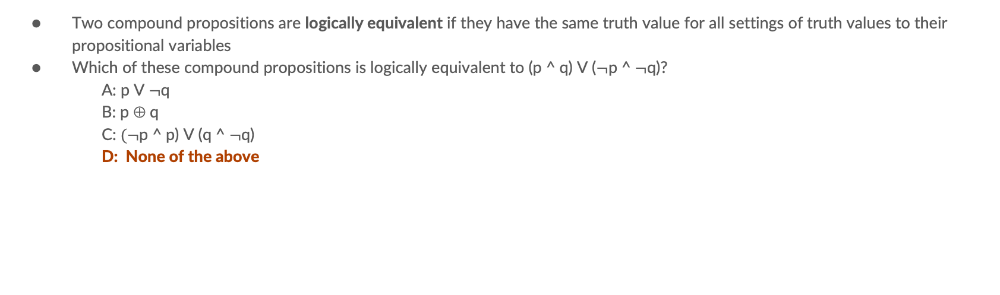 ● Two compound propositions are logically equivalent if they have the same truth value for all settings of truth values to their
propositional variables
● Which of these compound propositions is logically equivalent to (p ^ q) V (¬p ^ ¬q)?
A: p V ¬q
B: p ⊕ q
C: (¬p ^ p) V (q ^ ¬q)
D: None of the above